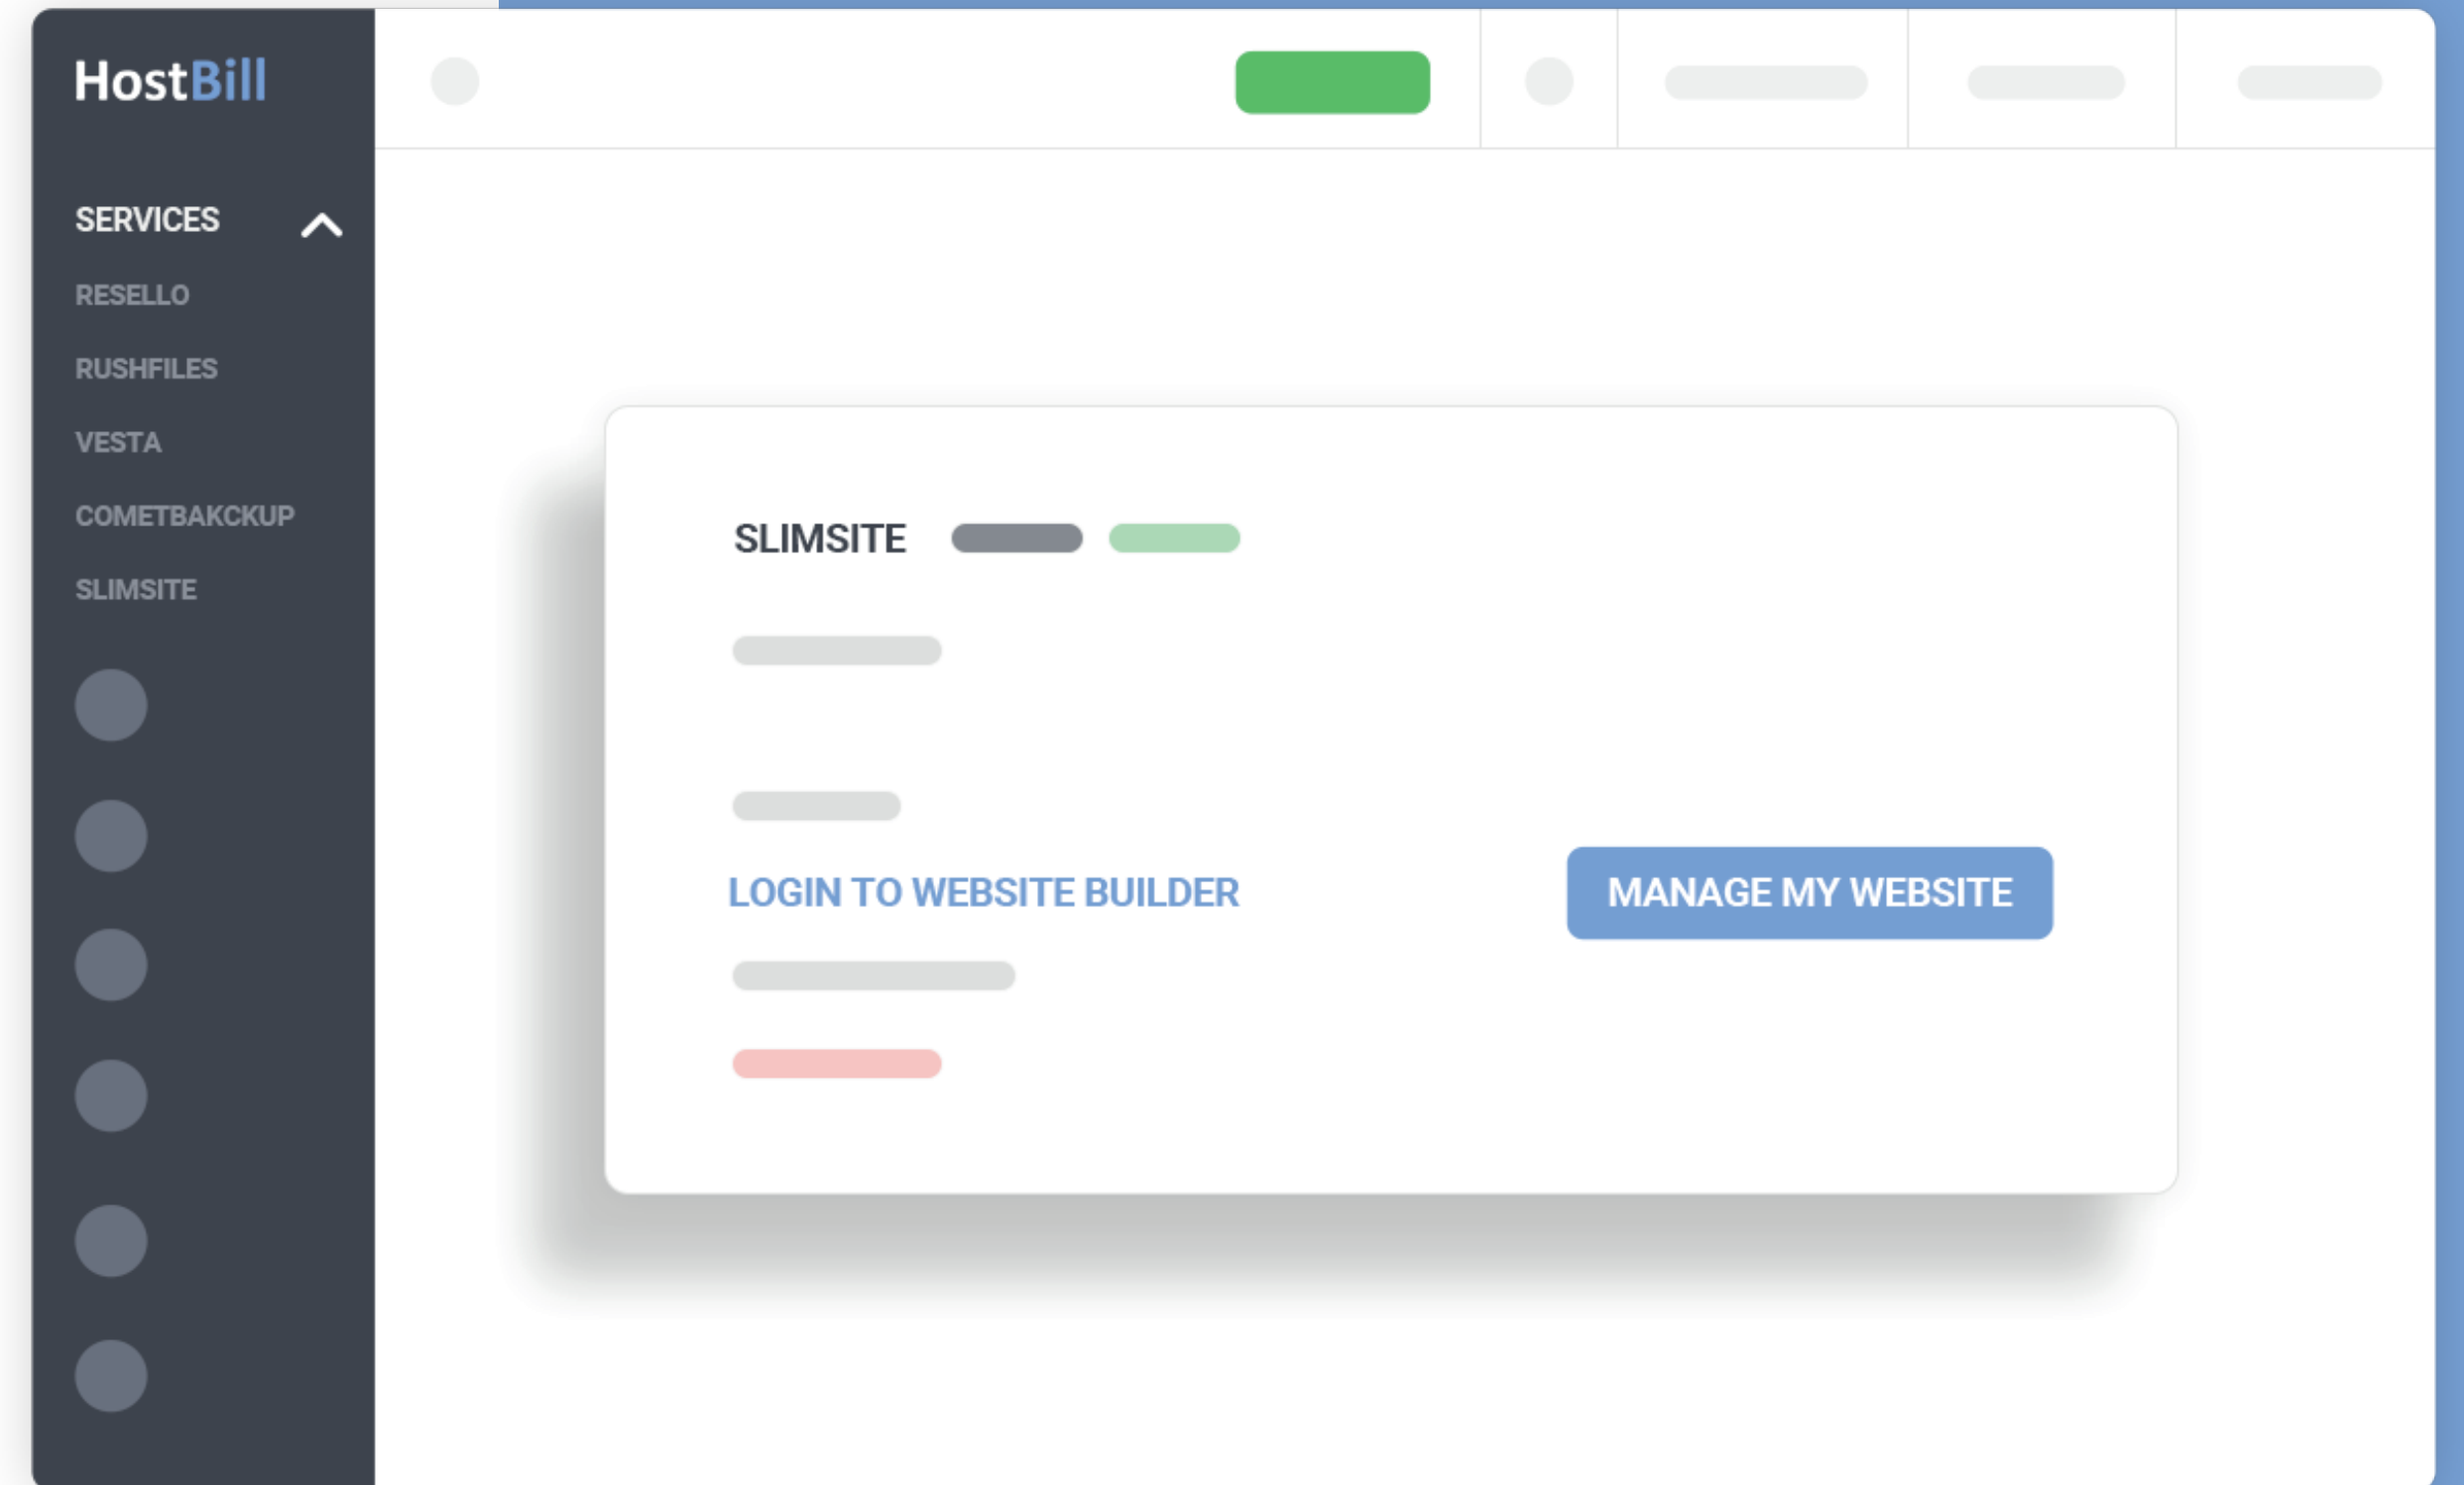 HostBill
SERVICES
RESELLO
RUSHFILES
VESTA
COMETBAKCKUP
SLIMSITE
SLIMSITE
LOGIN TO WEBSITE BUILDER
MANAGE MY WEBSITE